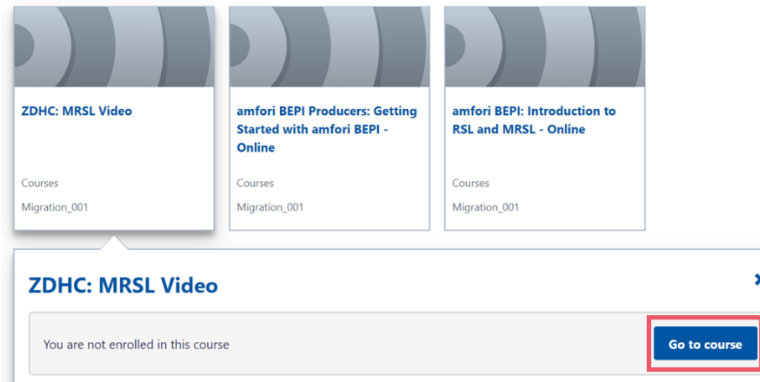 ZDHC: MRSL Video
Courses
Migration_001
amfori BEPI Producers: Getting
Started with amfori BEPI -
Online
Courses
Migration_001
amfori BEPI: Introduction to
RSL and MRSL - Online
Courses
Migration_001
ZDHC: MRSL Video
You are not enrolled in this course
Go to course